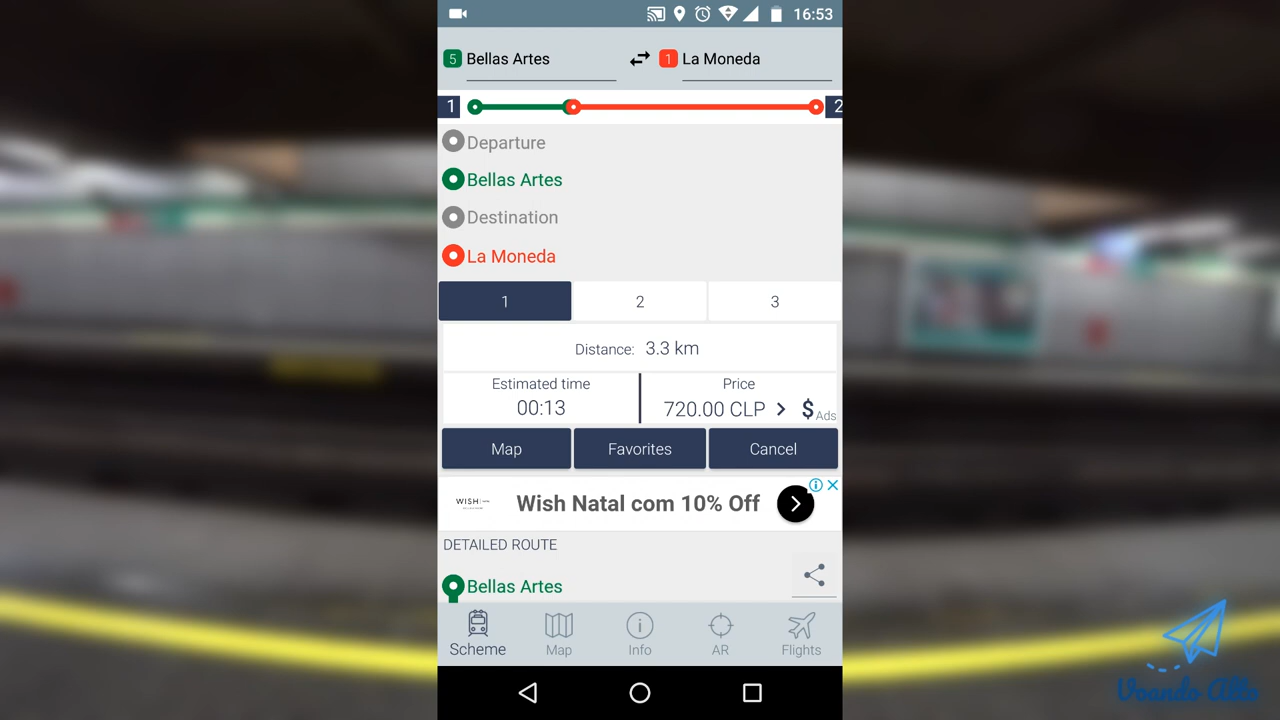 16:53
5 Bellas Artes
1 La Moneda
1
2
Departure
Bellas Artes
Destination
La Moneda
1 2 3
Distance: 3.3 km
Estimated time
00:13
Price
720.00 CLP > $ Ads
Map
Favorites
Cancel
WISH
Wish Natal com 10% Off
DETAILED ROUTE
Bellas Artes
Scheme
Map
Info
AR
Flights
Voando Alto